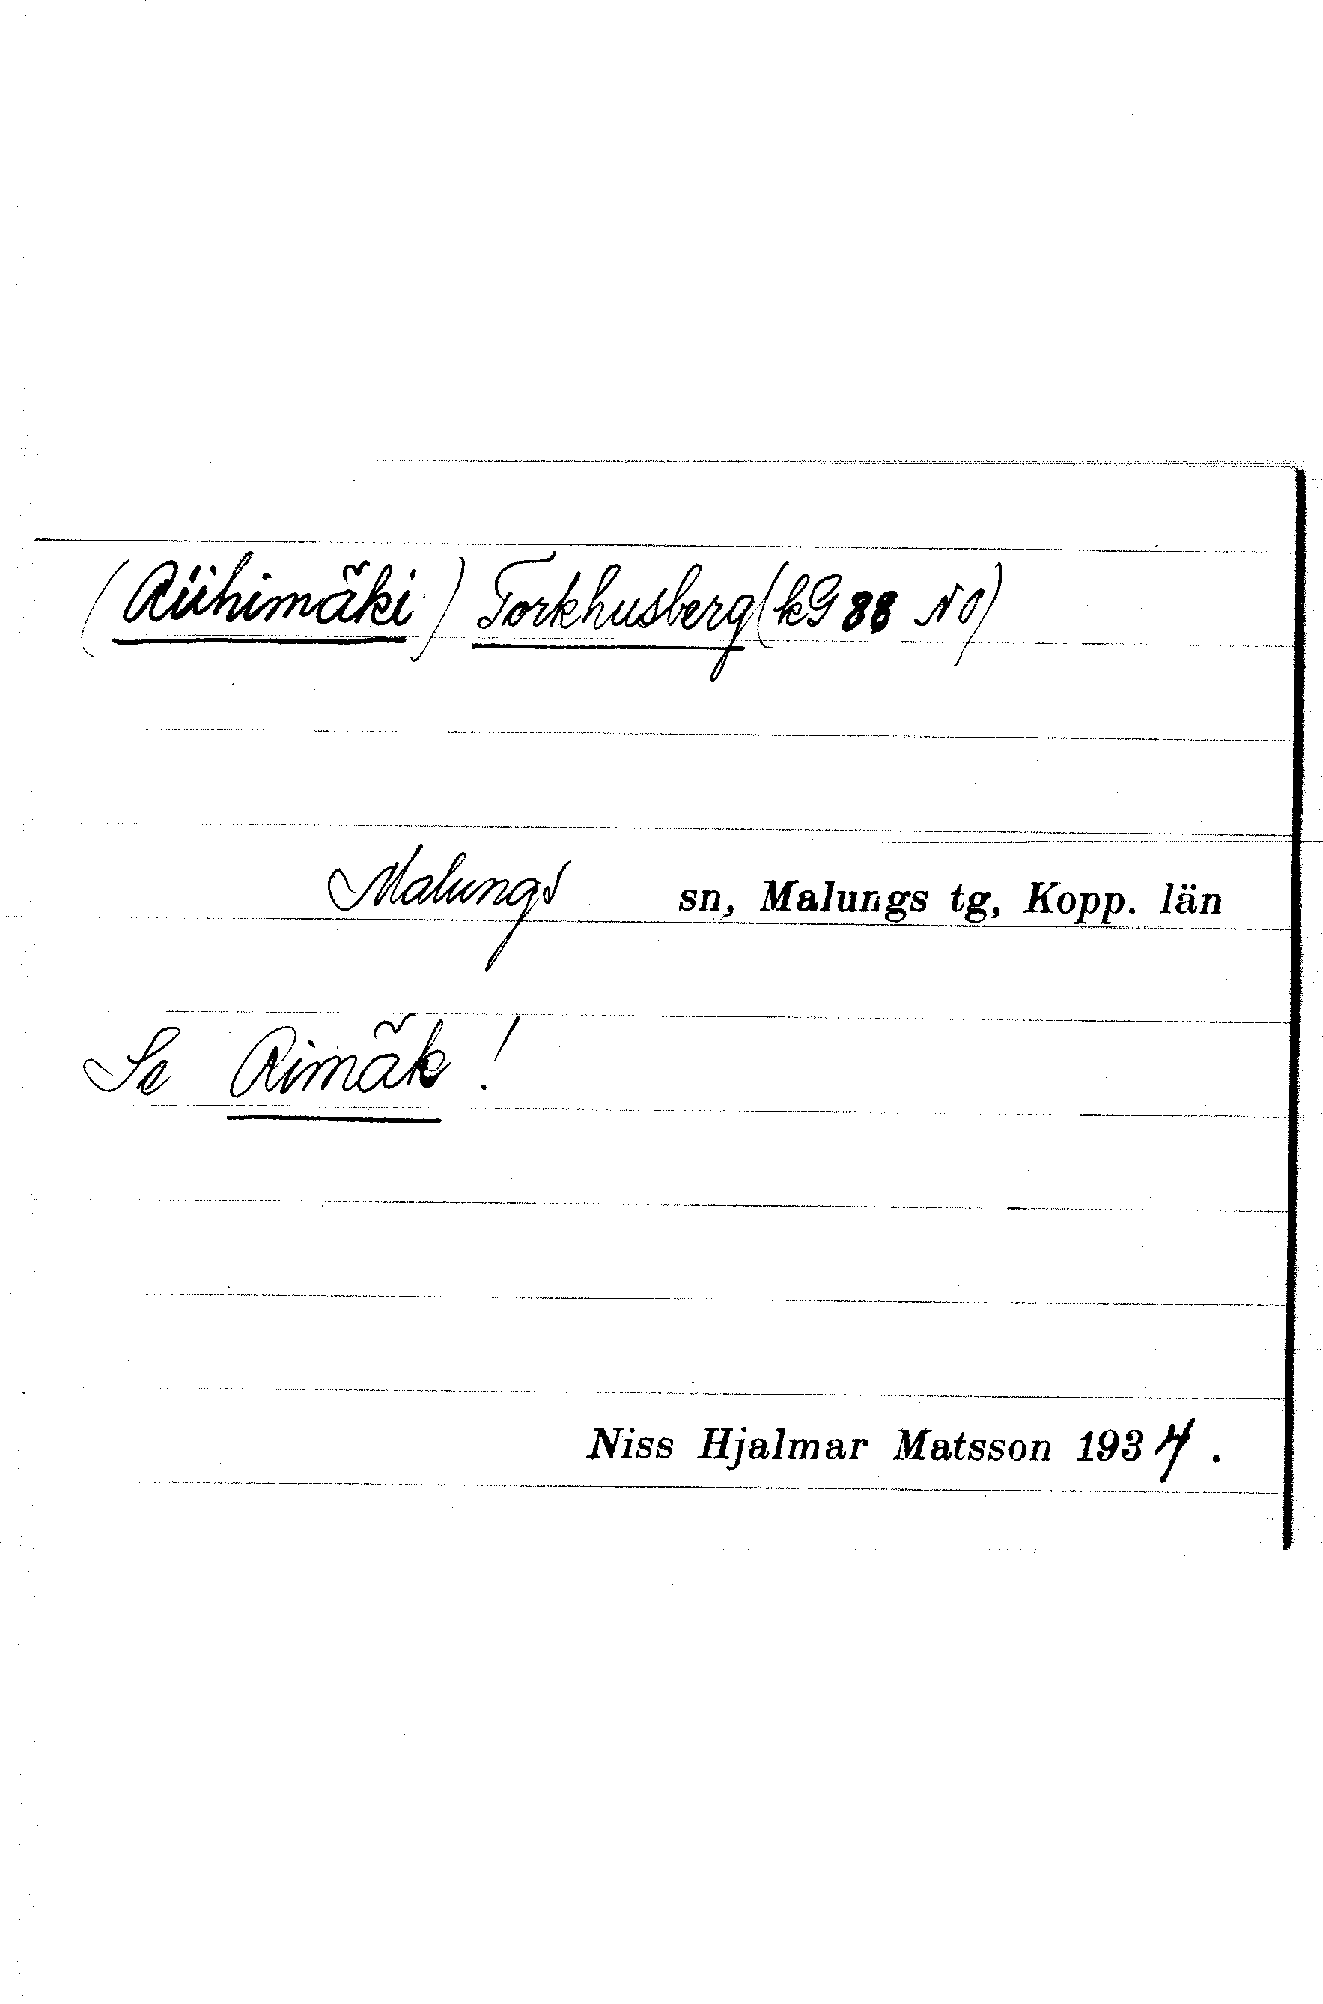 (Riihimäki) Torkhusberg (kG 88 NO)
Malungs sn, Malungs tg, Kopp. län
Se Rimäk!
Niss Hjalmar Matsson 1934.